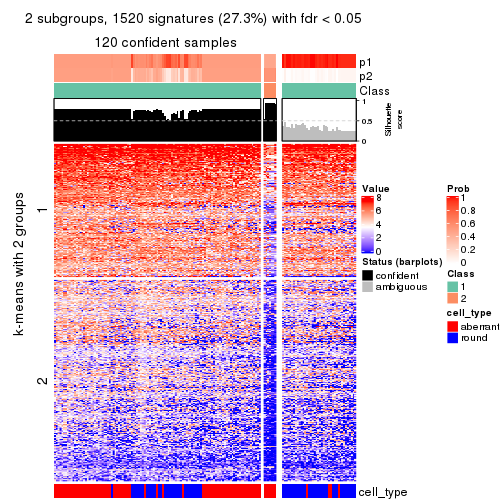 2 subgroups, 1520 signatures (27.3%) with fdr < 0.05
120 confident samples
p1
p2
Class
1
0.5
0
Silhouette
score
k-means with 2 groups
1
2
cell_type
Value
8
6
4
2
0
Status (barplots)
confident
ambiguous
Prob
1
0.8
0.6
0.4
0.2
0
Class
1
2
cell_type
aberrant
round